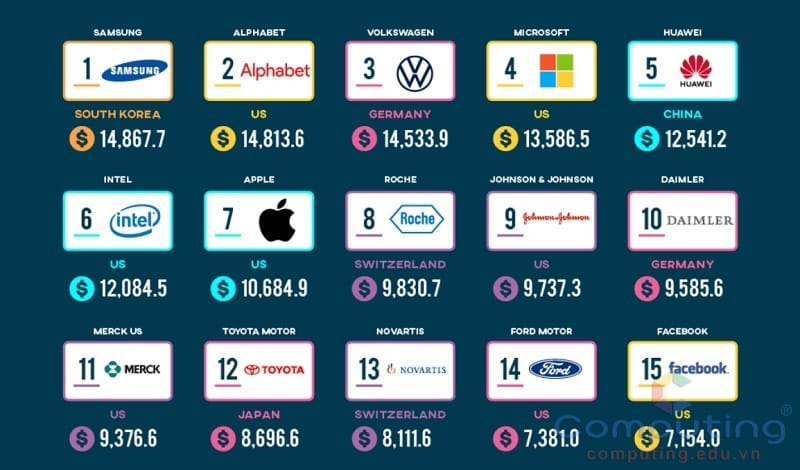 SAMSUNG ALPHABET VOLKSWAGEN MICROSOFT HUAWEI
1 SAMSUNG 2 Alphabet 3 4 5 HUAWEI
SOUTH KOREA US GERMANY US CHINA
$ 14,867.7 $ 14,813.6 $ 14,533.9 $ 13,586.5 $ 12,541.2
INTEL APPLE ROCHE JOHNSON & JOHNSON DAIMLER
6 intel 7 8 Roche 9 Johnson & Johnson 10 DAIMLER
US US SWITZERLAND US GERMANY
$ 12,084.5 $ 10,684.9 $ 9,830.7 $ 9,737.3 $ 9,585.6
MERCK US TOYOTA MOTOR NOVARTIS FORD MOTOR FACEBOOK
11 MERCK 12 TOYOTA 13 NOVARTIS 14 Ford 15 facebook.
US JAPAN SWITZERLAND US US
$ 9,376.6 $ 8,696.6 $ 8,111.6 $ 7,381.0 $ 7,154.0
Computing ®
computing.edu.vn